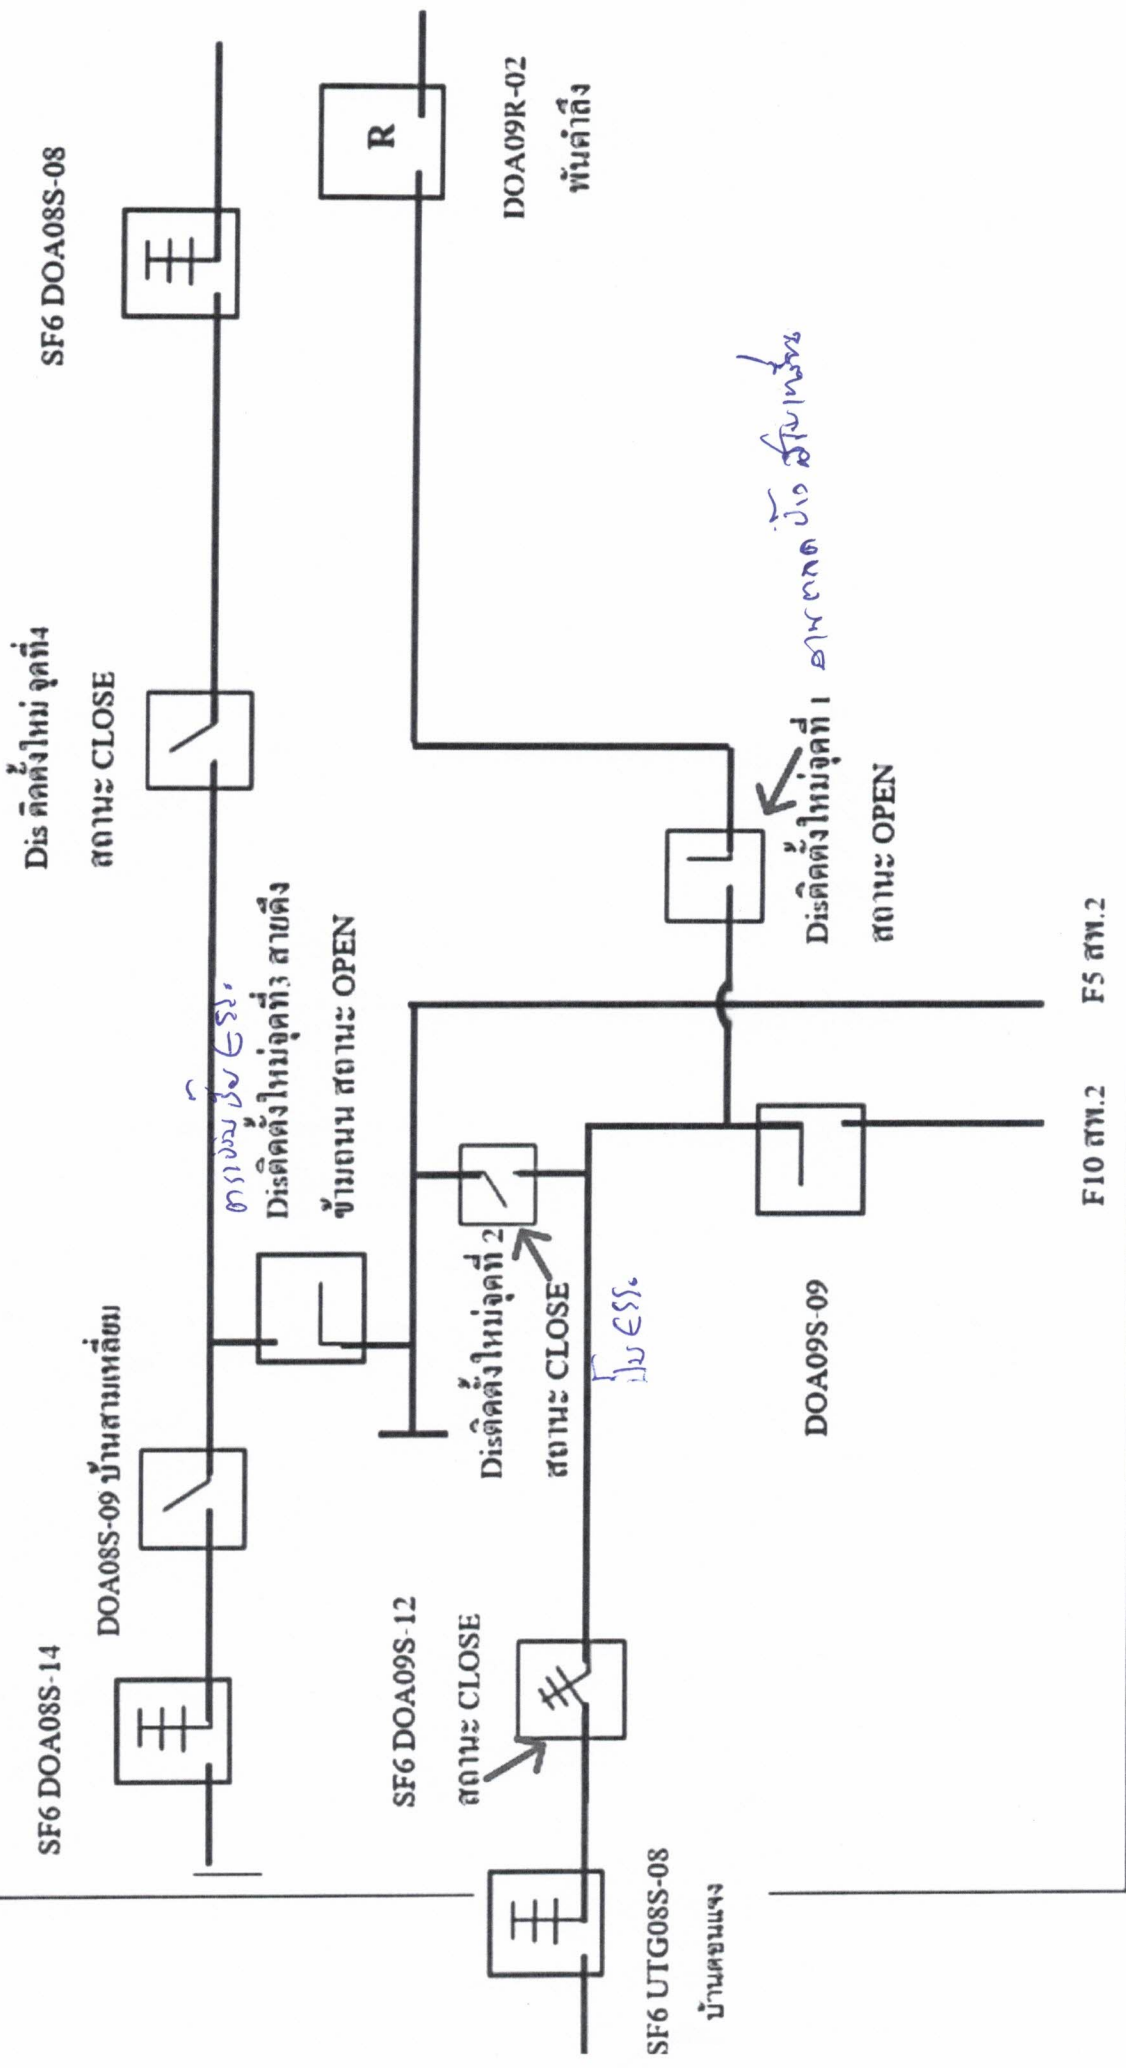 SF6 DOA08S-14
DOA08S-09 บ้านสามเหลี่ยม
Dis ติดตั้งใหม่ จุดที่4
สถานะ CLOSE
SF6 DOA08S-08
Disติดตั้งใหม่จุดที่3 สายดึง
ข้ามถนน สถานะ OPEN
R
DOA09R-02
พันตำลึง
SF6 DOA09S-12
สถานะ CLOSE
Disติดตั้งใหม่จุดที่ 2
สถานะ CLOSE
Disติดตั้งใหม่จุดที่ 1
สถานะ OPEN
SF6 UTG08S-08
บ้านดอนแจง
DOA09S-09
F10 สพ.2
F5 สพ.2